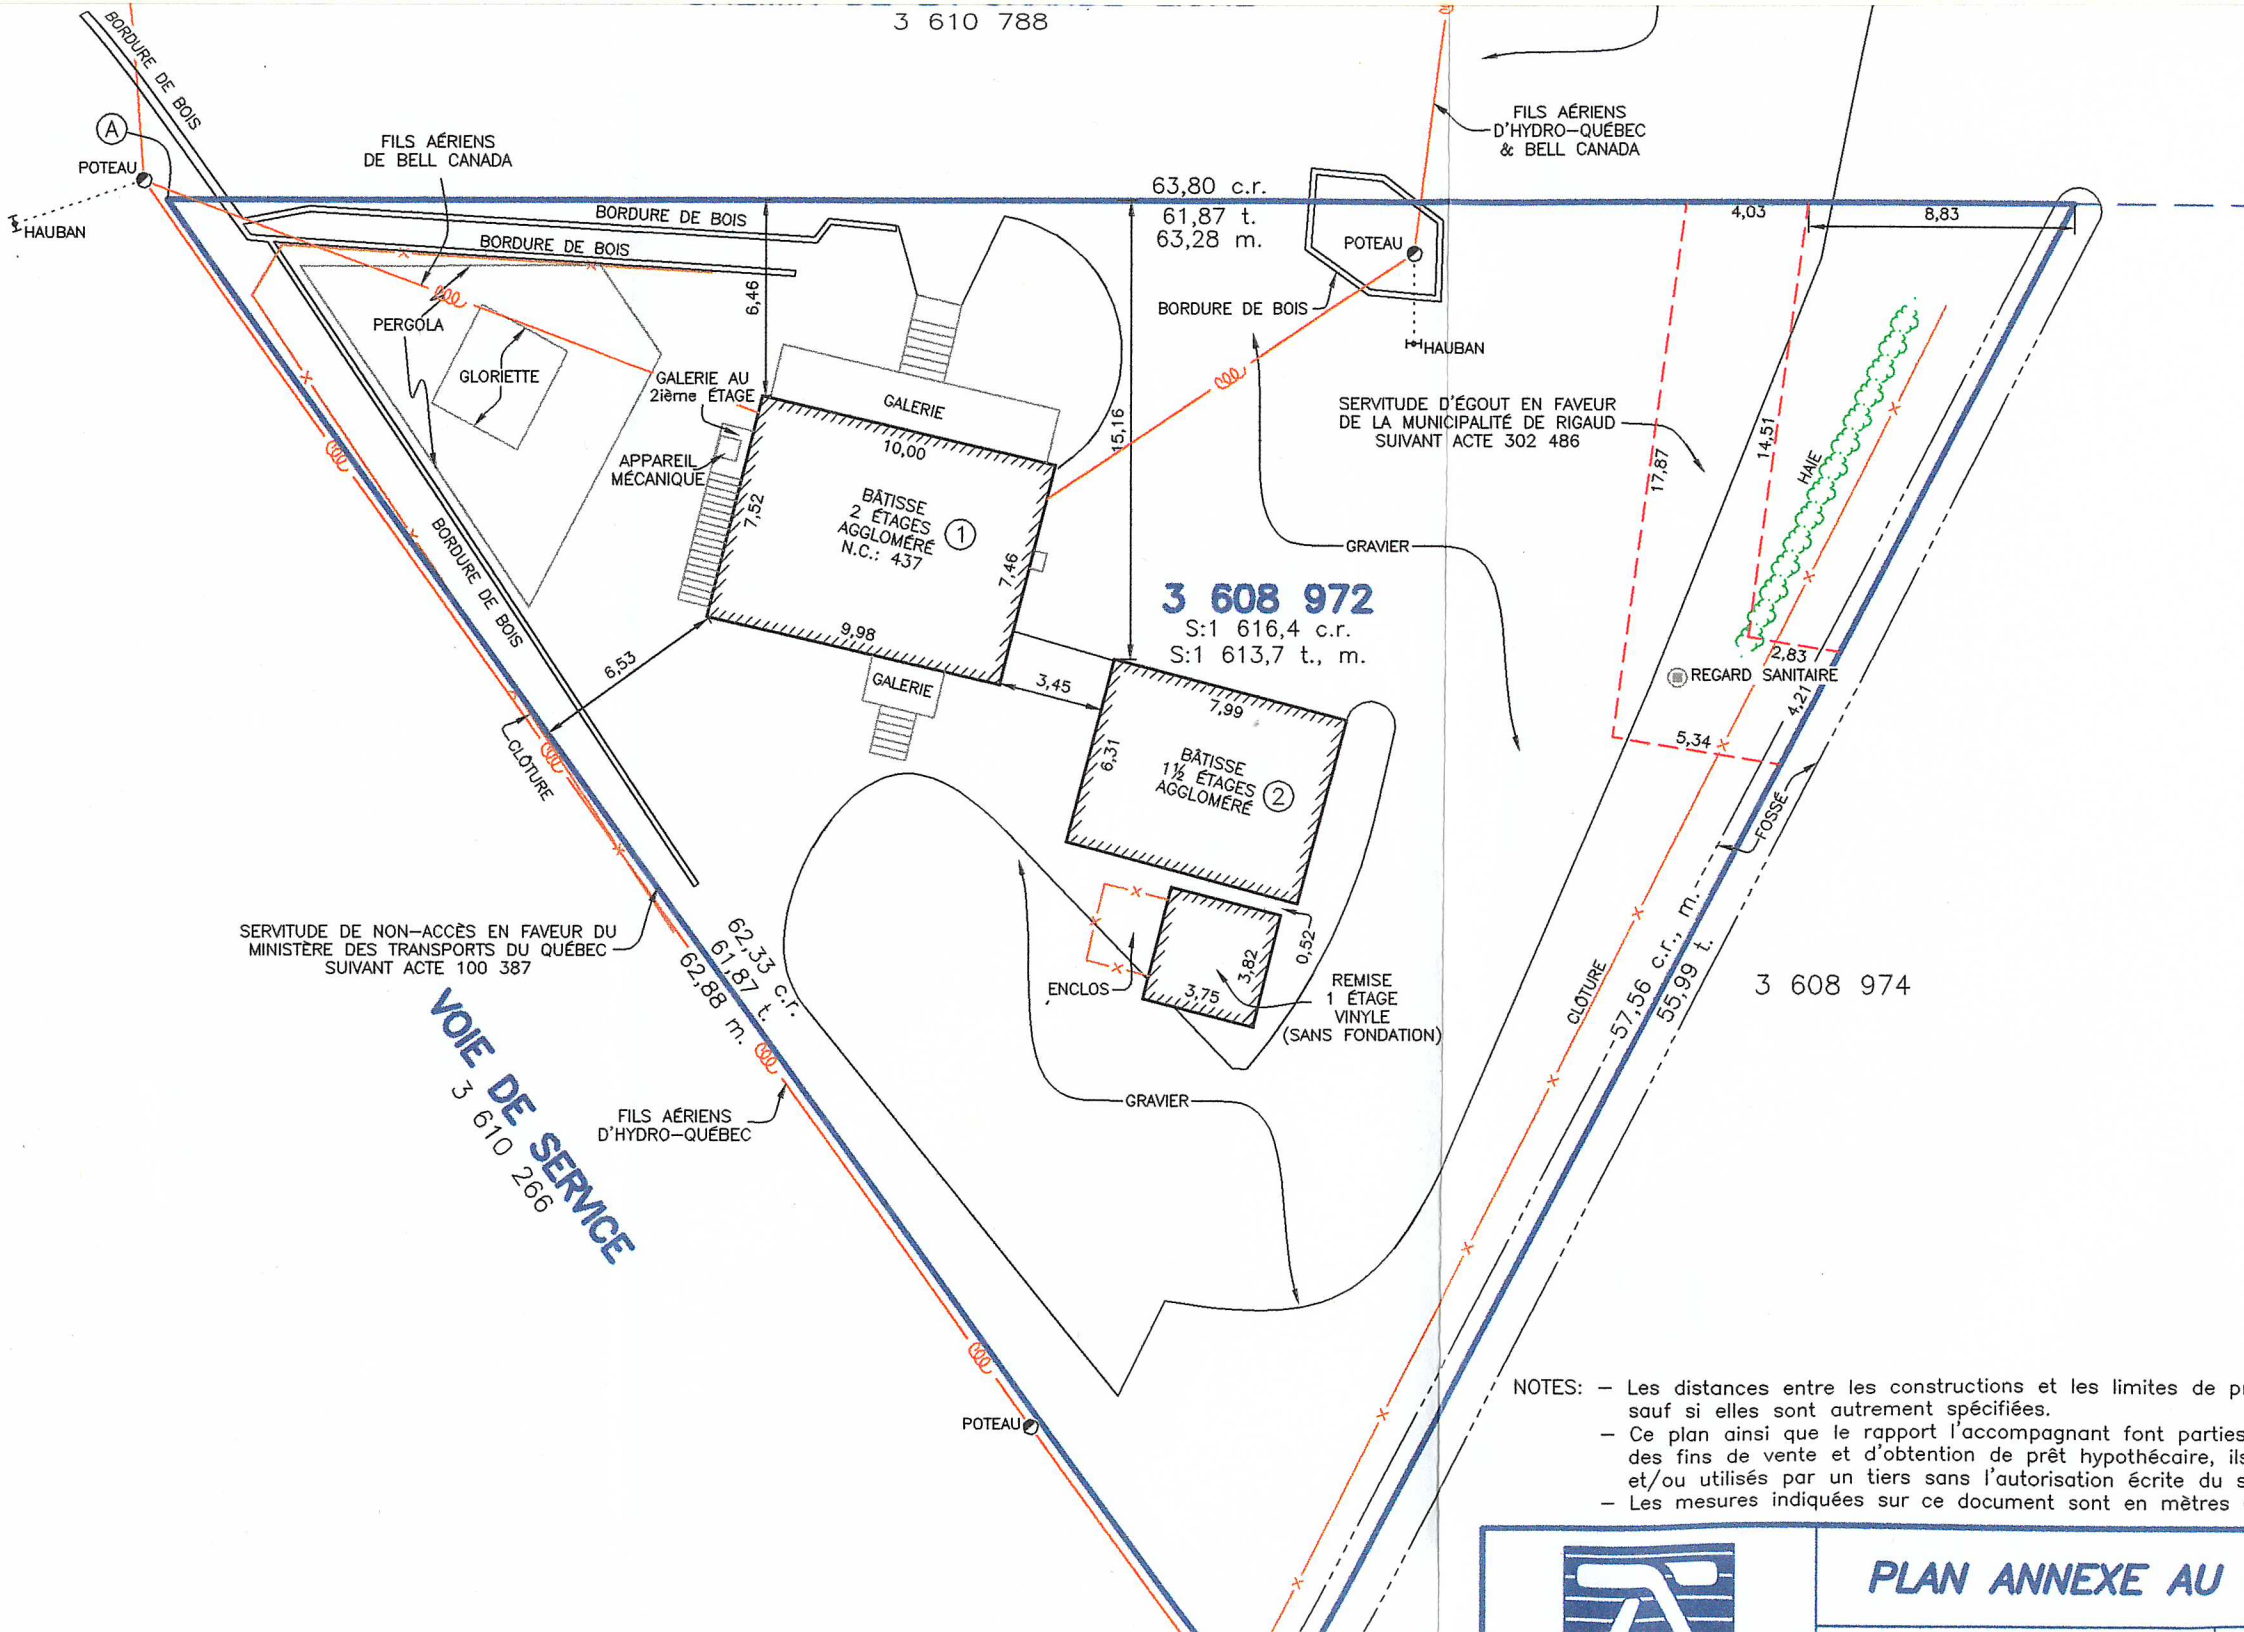 3 610 788
BORDURE DE BOIS
A
POTEAU
HAUBAN
FILS AÉRIENS
DE BELL CANADA
BORDURE DE BOIS
BORDURE DE BOIS
63,80 c.r.
61,87 t.
63,28 m.
FILS AÉRIENS
D'HYDRO-QUÉBEC
& BELL CANADA
POTEAU
BORDURE DE BOIS
HAUBAN
4,03
8,83
6,46
15,16
PERGOLA
GLORIETTE
GALERIE AU
2ième ÉTAGE
GALERIE
APPAREIL
MÉCANIQUE
10,00
7,52
BÂTISSE
2 ÉTAGES
AGGLOMÉRÉ
N.C.: 437
1
7,46
9,98
SERVITUDE D'ÉGOUT EN FAVEUR
DE LA MUNICIPALITÉ DE RIGAUD
SUIVANT ACTE 302 486
17,87
14,51
HAIE
GRAVIER
BORDURE DE BOIS
3 608 972
S:1 616,4 c.r.
S:1 613,7 t., m.
6,53
GALERIE
3,45
2,83
REGARD SANITAIRE
4,21
5,34
7,99
6,31
BÂTISSE
1½ ÉTAGES
AGGLOMÉRÉ
2
CLÔTURE
FOSSÉ
SERVITUDE DE NON-ACCÈS EN FAVEUR DU
MINISTÈRE DES TRANSPORTS DU QUÉBEC
SUIVANT ACTE 100 387
62,33 c.r.
61,87 t.
62,88 m.
0,52
3,82
3,75
ENCLOS
REMISE
1 ÉTAGE
VINYLE
(SANS FONDATION)
CLÔTURE
57,56 c.r., m.
55,99 t.
3 608 974
VOIE DE SERVICE
3 610 266
FILS AÉRIENS
D'HYDRO-QUÉBEC
GRAVIER
POTEAU
NOTES: - Les distances entre les constructions et les limites de p
sauf si elles sont autrement spécifiées.
- Ce plan ainsi que le rapport l'accompagnant font parties
des fins de vente et d'obtention de prêt hypothécaire, ils
et/ou utilisés par un tiers sans l'autorisation écrite du s
- Les mesures indiquées sur ce document sont en mètres
PLAN ANNEXE AU